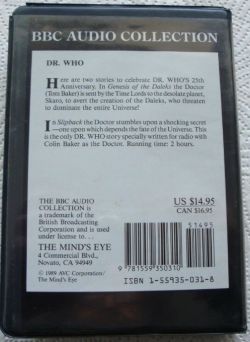 BBC AUDIO COLLECTION
DR. WHO
Here are two stories to celebrate DR. WHO'S 25th
Anniversary. In Genesis of the Daleks the Doctor
(Tom Baker) is sent by the Time Lords to the desolate planet,
Skaro, to avert the creation of the Daleks, who threaten
to dominate the entire Universe!
In Slipback the Doctor stumbles upon a shocking secret
—one upon which depends the fate of the Universe. This
is the only DR. WHO story specially written for radio with
Colin Baker as the Doctor. Running time: 2 hours.
THE BBC AUDIO
COLLECTION is
a trademark of the
British Broadcasting
Corporation and is used
under license to. . .
THE MIND'S EYE
4 Commercial Blvd.,
Novato, CA 94949
© 1989 AVC Corporation/
The Mind's Eye
US $14.95
CAN $16.95
51495
9 781559 350310
ISBN 1-55935-031-8